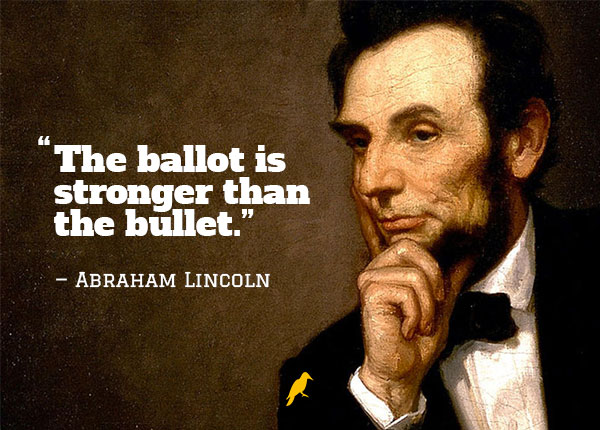 “The ballot is
stronger than
the bullet.”
– Abraham Lincoln